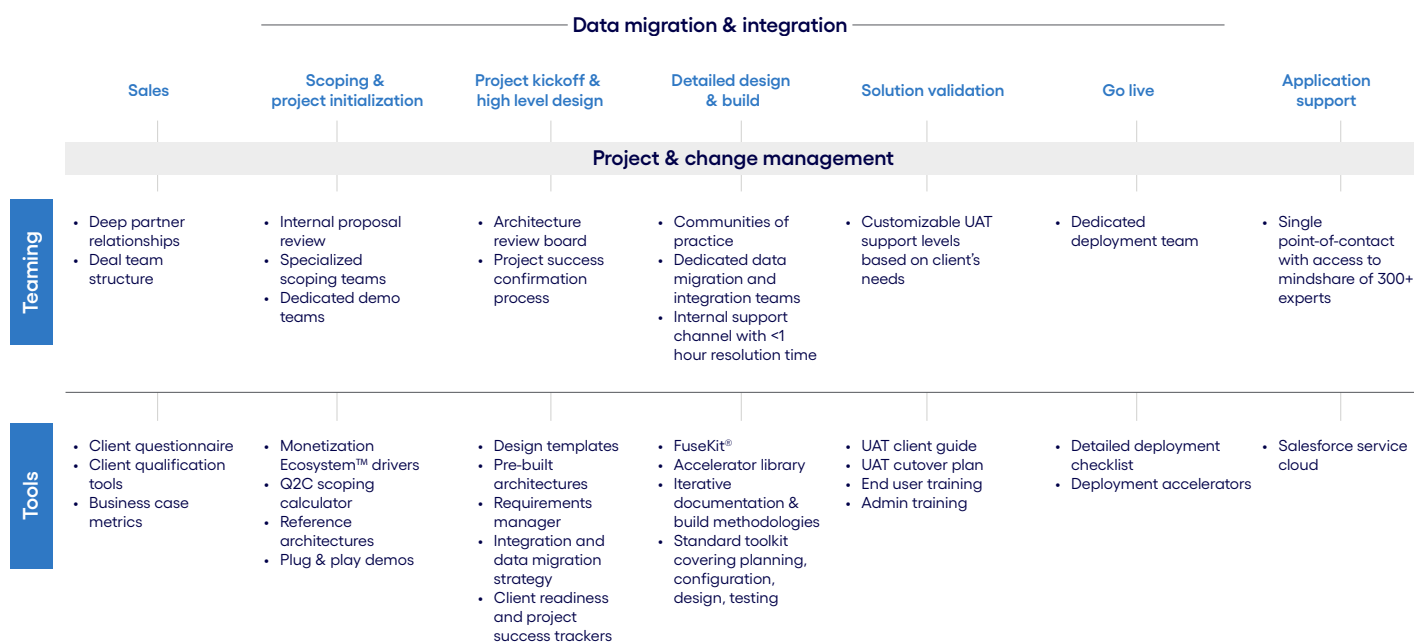 Data migration & integration
Sales
Scoping &
project initialization
Project kickoff &
high level design
Detailed design
& build
Solution validation
Go live
Application
support
Project & change management
Teaming
• Deep partner
relationships
• Deal team
structure
• Internal proposal
review
• Specialized
scoping teams
• Dedicated demo
teams
• Architecture
review board
• Project success
confirmation
process
• Communities of
practice
• Dedicated data
migration and
integration teams
• Internal support
channel with <1
hour resolution time
• Customizable UAT
support levels
based on client's
needs
• Dedicated
deployment team
• Single
point-of-contact
with access to
mindshare of 300+
experts
Tools
• Client questionnaire
• Client qualification
tools
• Business case
metrics
• Monetization
Ecosystem™ drivers
• Q2C scoping
calculator
• Reference
architectures
• Plug & play demos
• Design templates
• Pre-built
architectures
• Requirements
manager
• Integration and
data migration
strategy
• Client readiness
and project
success trackers
• FuseKit®
• Accelerator library
• Iterative
documentation &
build methodologies
• Standard toolkit
covering planning,
configuration,
design, testing
• UAT client guide
• UAT cutover plan
• End user training
• Admin training
• Detailed deployment
checklist
• Deployment accelerators
• Salesforce service
cloud